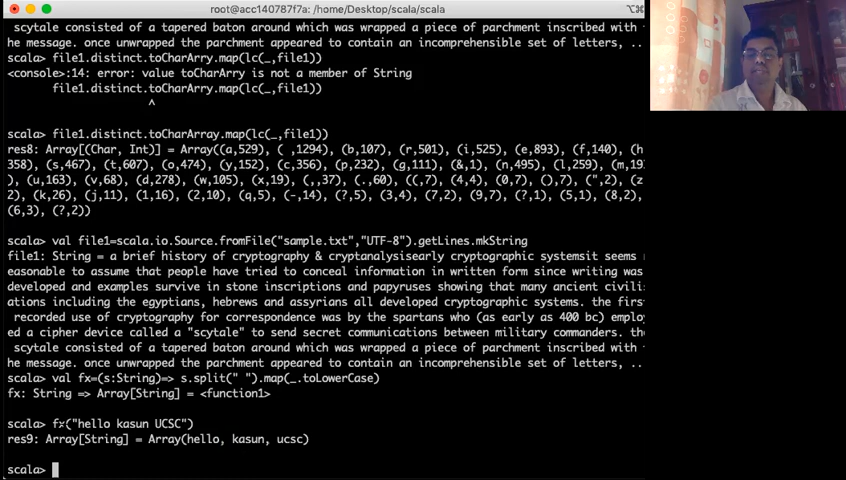 root@acc140787f7a: /home/Desktop/scala/scala
scytale consisted of a tapered baton around which was wrapped a piece of parchment inscribed with
he message. once unwrapped the parchment appeared to contain an incomprehensible set of letters, ...
scala> file1.distinct.toCharArry.map(lc(_,file1))
<console>:14: error: value toCharArry is not a member of String
file1.distinct.toCharArry.map(lc(_,file1))
^
scala> file1.distinct.toCharArray.map(lc(_,file1))
res8: Array[(Char, Int)] = Array((a,529), ( ,1294), (b,107), (r,501), (i,525), (e,893), (f,140), (h
358), (s,467), (t,607), (o,474), (y,152), (c,356), (p,232), (g,111), (&,1), (n,495), (l,259), (m,19
), (u,163), (v,68), (d,278), (w,105), (x,19), (,,37), (.,60), ((,7), (4,4), (0,7), (),7), (",2), (z
2), (k,26), (j,11), (1,16), (2,10), (q,5), (-,14), (?,5), (3,4), (7,2), (9,7), (?,1), (5,1), (8,2),
(6,3), (?,2))
scala> val file1=scala.io.Source.fromFile("sample.txt","UTF-8").getLines.mkString
file1: String = a brief history of cryptography & cryptanalysisearly cryptographic systemsit seems
easonable to assume that people have tried to conceal information in written form since writing was
developed and examples survive in stone inscriptions and papyruses showing that many ancient civili
ations including the egyptians, hebrews and assyrians all developed cryptographic systems. the firs
recorded use of cryptography for correspondence was by the spartans who (as early as 400 bc) emplo
ed a cipher device called a "scytale" to send secret communications between military commanders. th
scytale consisted of a tapered baton around which was wrapped a piece of parchment inscribed with
he message. once unwrapped the parchment appeared to contain an incomprehensible set of letters, ...
scala> val fx=(s:String)=> s.split(" ").map(_.toLowerCase)
fx: String => Array[String] = <function1>
scala> fx("hello kasun UCSC")
res9: Array[String] = Array(hello, kasun, ucsc)
scala>